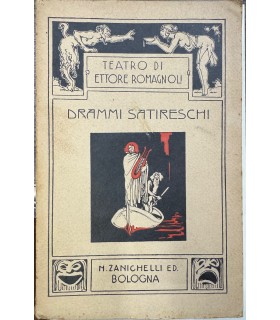 TEATRO DI
ETTORE ROMAGNOLI
DRAMMI SATIRESCHI
N. ZANICHELLI ED.
BOLOGNA